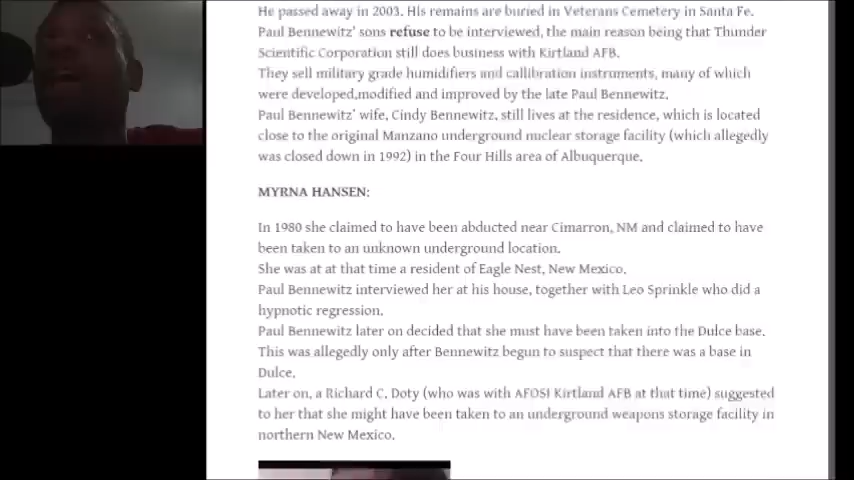 He passed away in 2003. His remains are buried in Veterans Cemetery in Santa Fe.
Paul Bennewitz' sons refuse to be interviewed, the main reason being that Thunder
Scientific Corporation still does business with Kirtland AFB.
They sell military grade humidifiers and callibration instruments, many of which
were developed,modified and improved by the late Paul Bennewitz.
Paul Bennewitz' wife, Cindy Bennewitz, still lives at the residence, which is located
close to the original Manzano underground nuclear storage facility (which allegedly
was closed down in 1992) in the Four Hills area of Albuquerque.
MYRNA HANSEN:
In 1980 she claimed to have been abducted near Cimarron, NM and claimed to have
been taken to an unknown underground location.
She was at at that time a resident of Eagle Nest, New Mexico.
Paul Bennewitz interviewed her at his house, together with Leo Sprinkle who did a
hypnotic regression.
Paul Bennewitz later on decided that she must have been taken into the Dulce base.
This was allegedly only after Bennewitz begun to suspect that there was a base in
Dulce.
Later on, a Richard C. Doty (who was with AFOSI Kirtland AFB at that time) suggested
to her that she might have been taken to an underground weapons storage facility in
northern New Mexico.